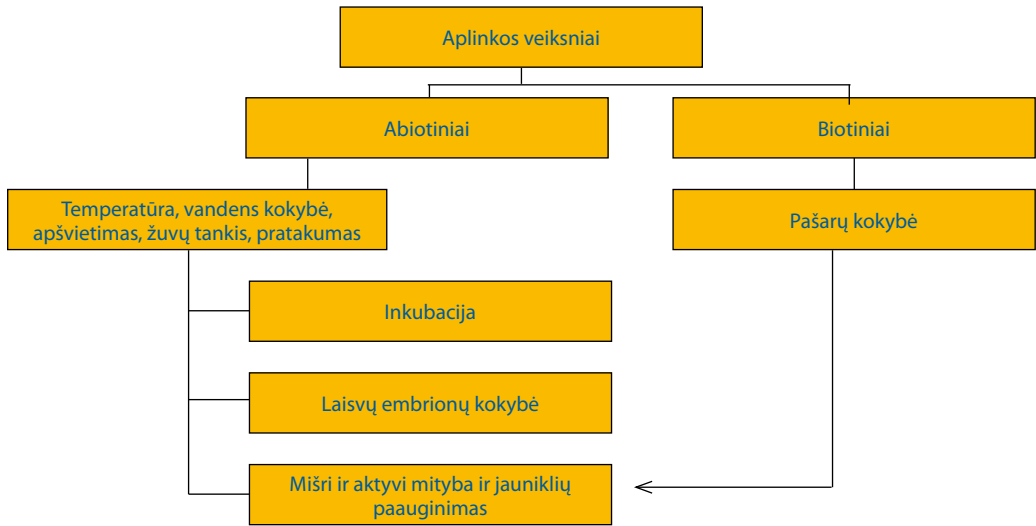 Aplinkos veiksniai
Abiotiniai
Biotiniai
Temperatūra, vandens kokybė,
apšvietimas, žuvų tankis, pratakumas
Pašarų kokybė
Inkubacija
Laisvų embrionų kokybė
Mišri ir aktyvi mityba ir jauniklių
paauginimas